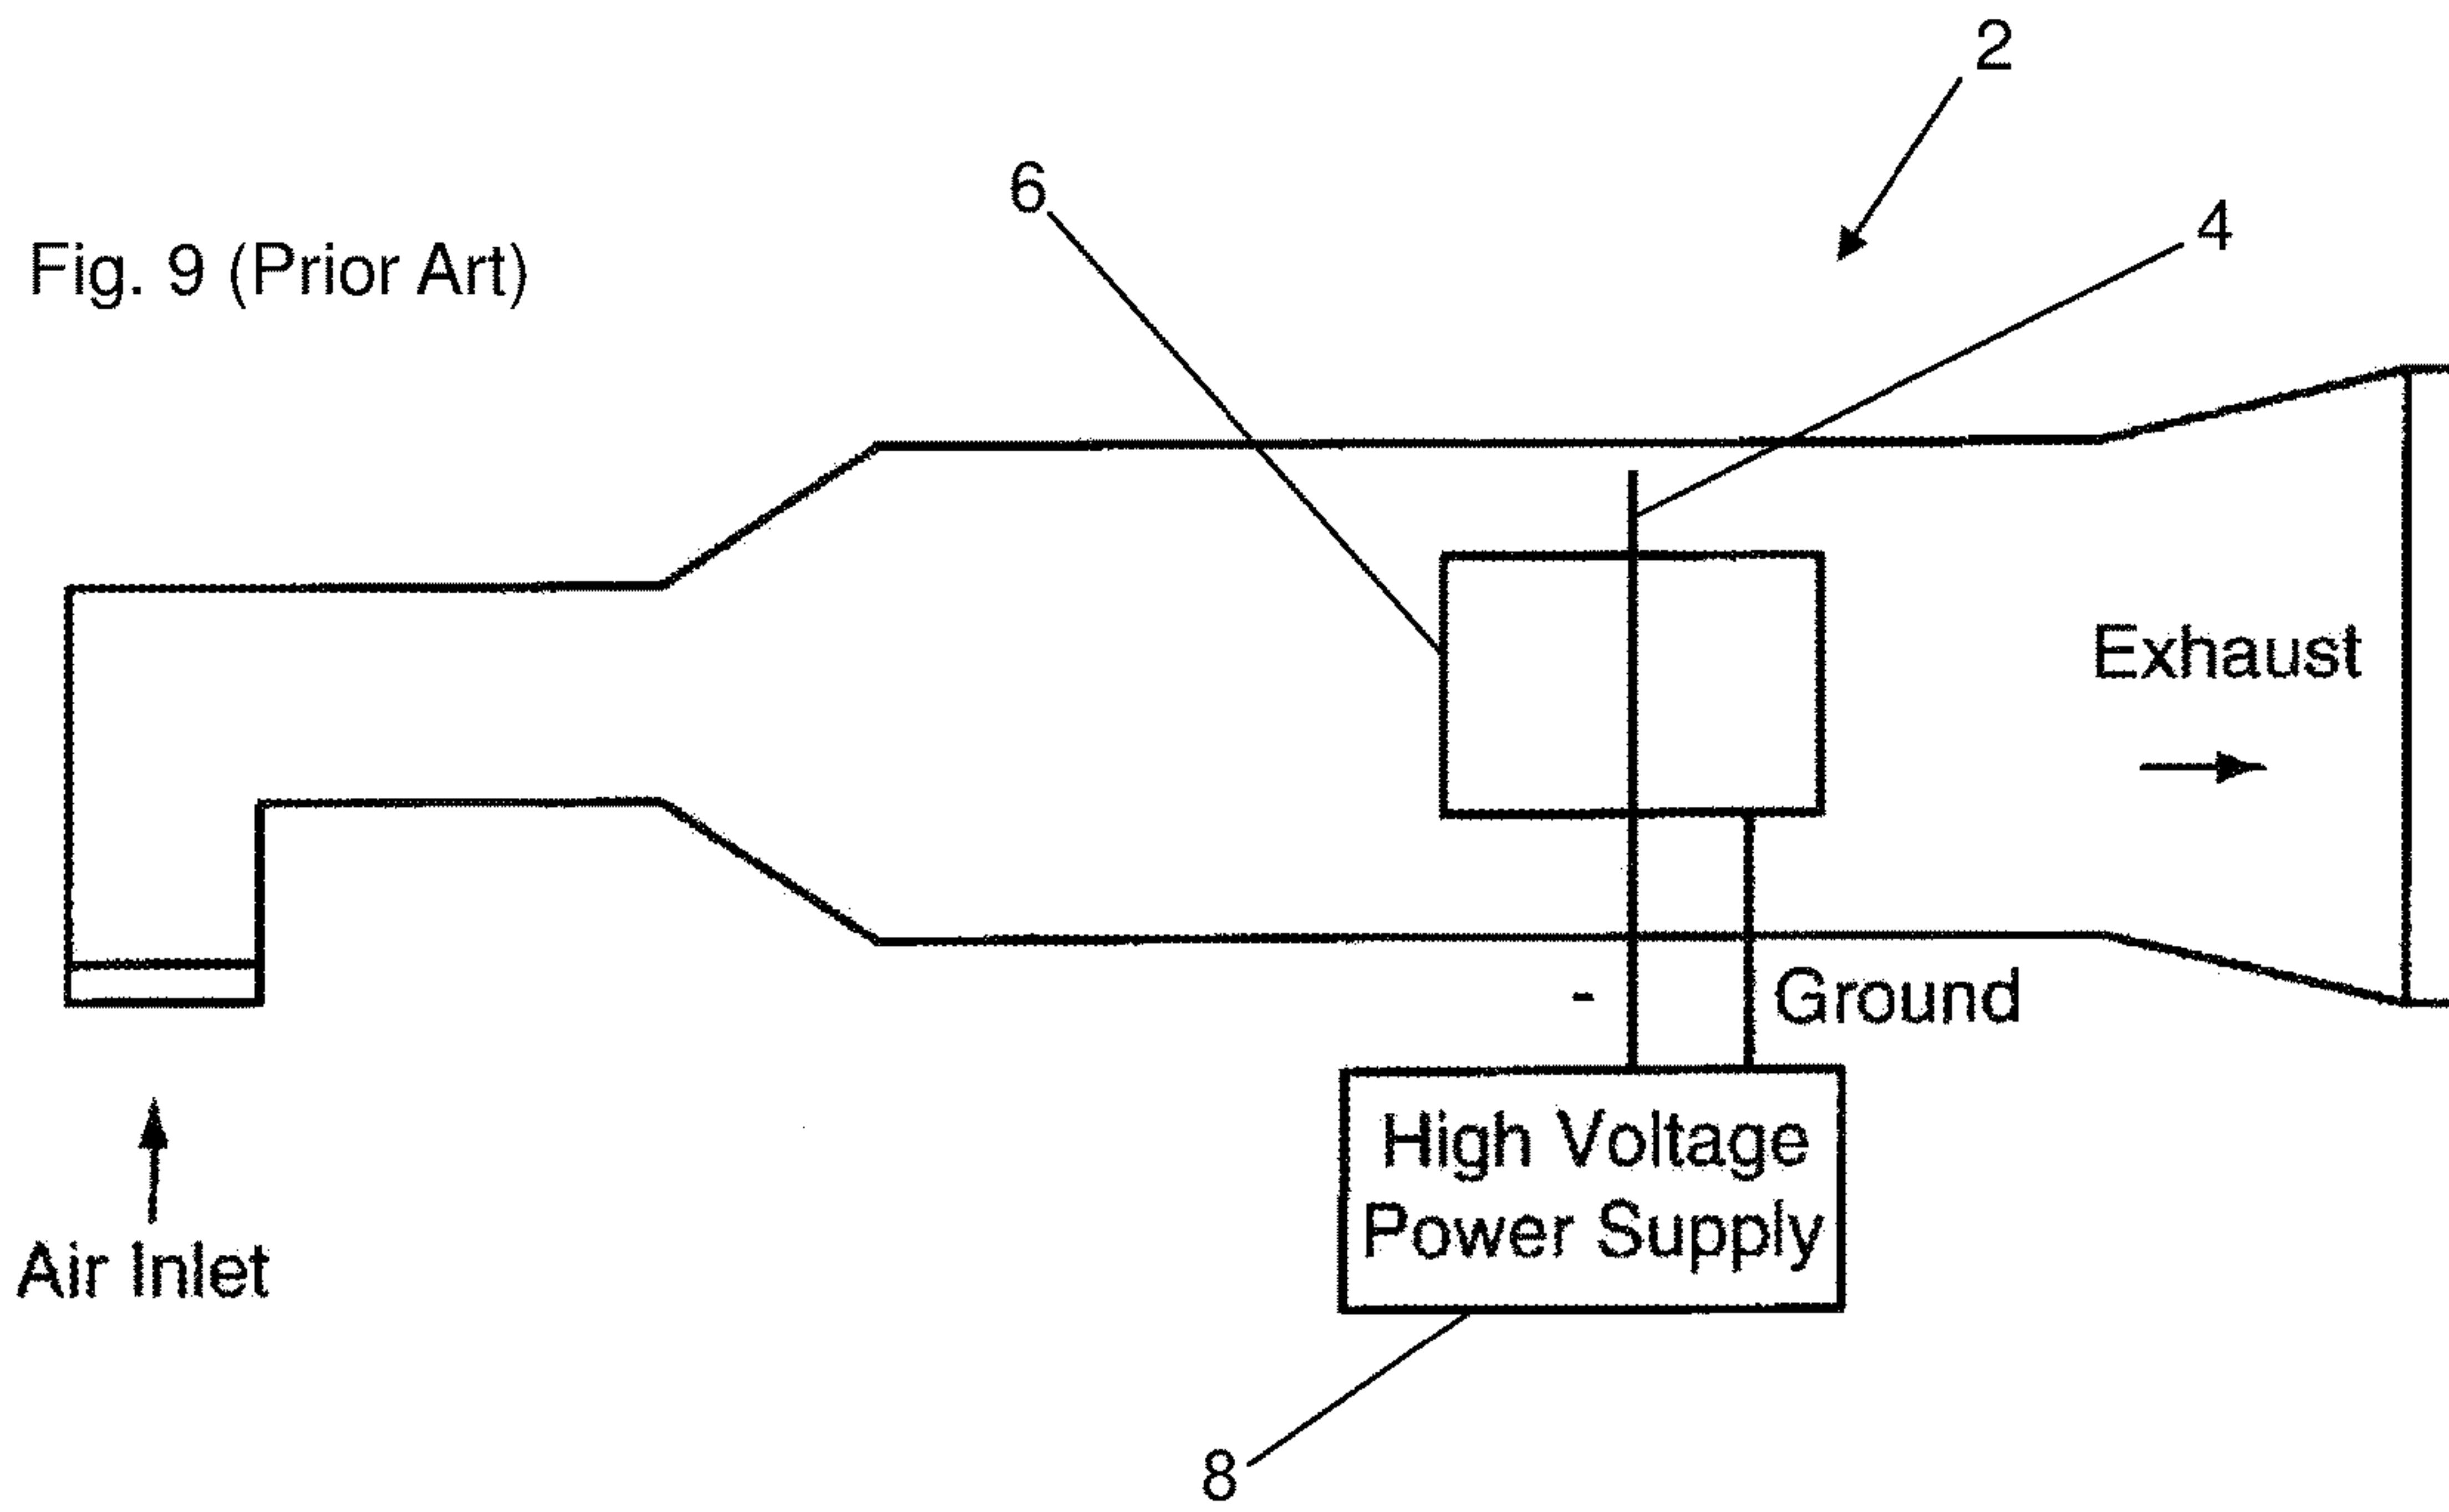 2
6
4
Fig. 9 (Prior Art)
Exhaust
-
Ground
High Voltage
Power Supply
Air Inlet
8